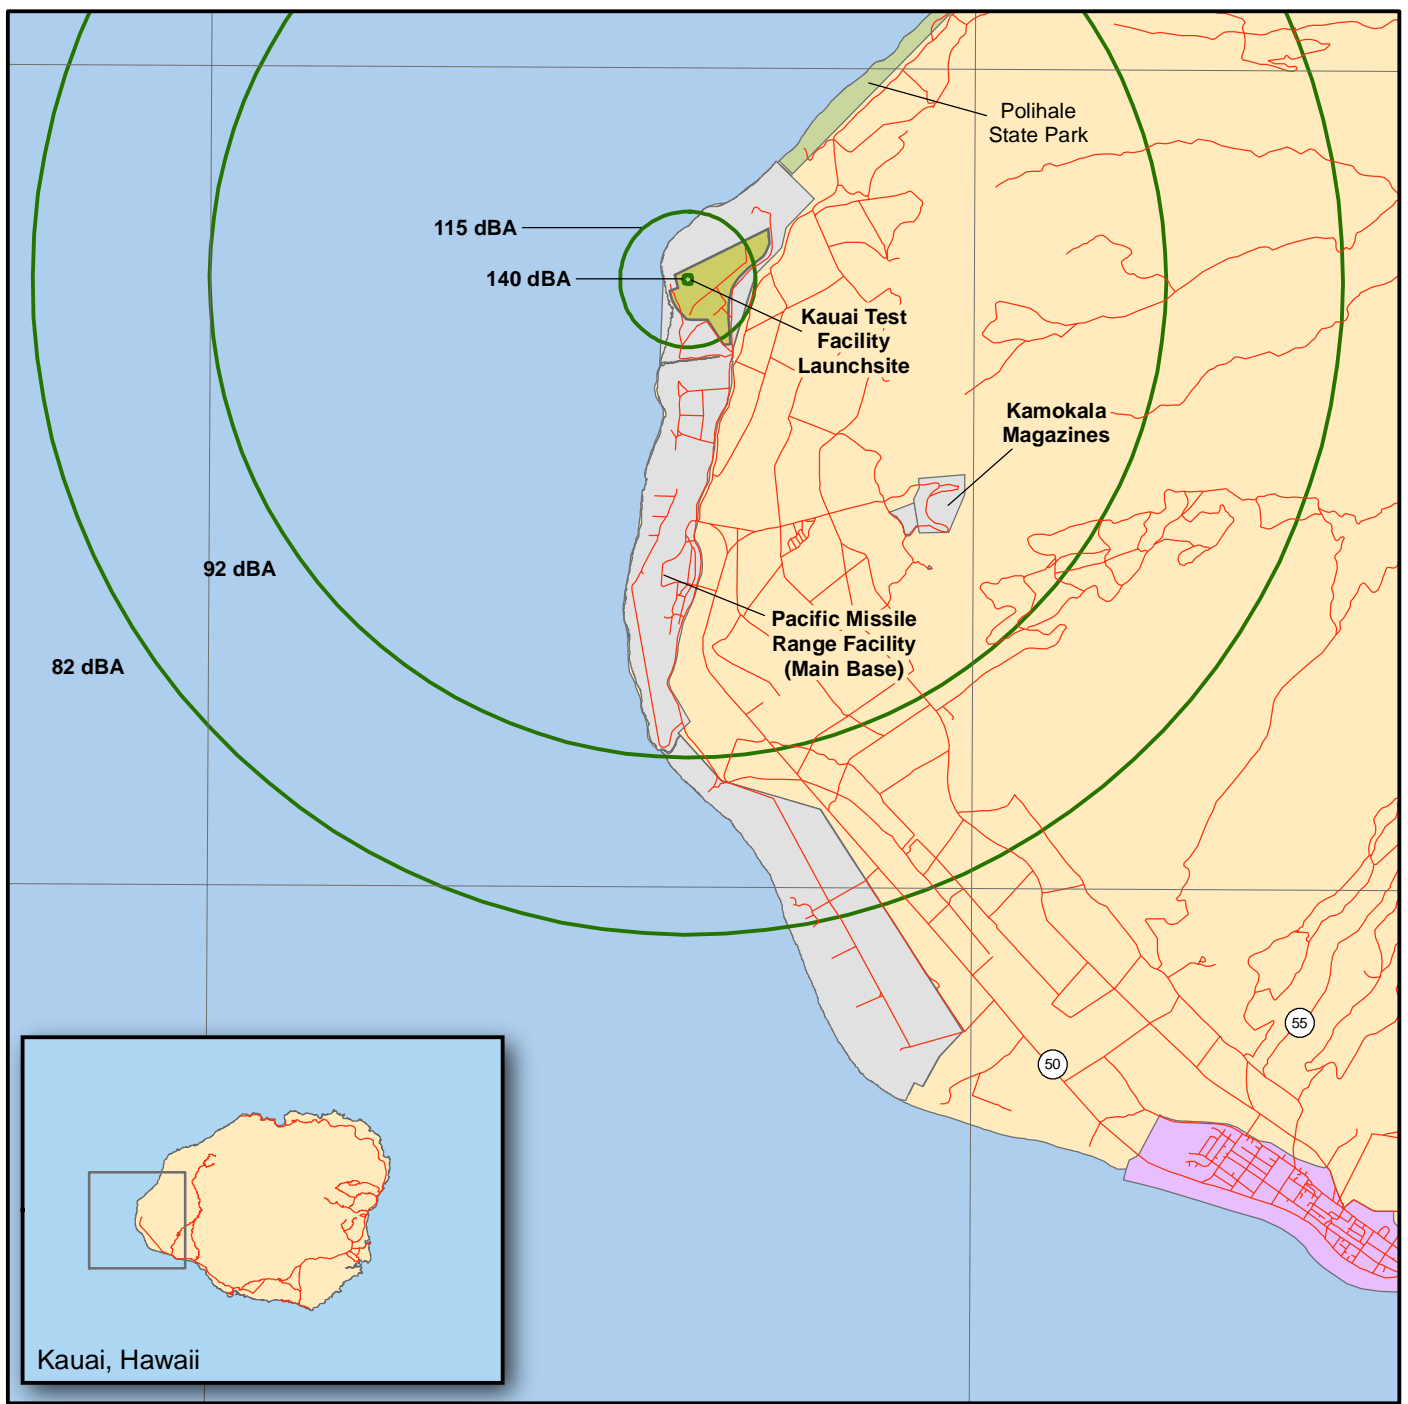 Polihale
State Park
115 dBA
140 dBA
Kauai Test
Facility
Launchsite
Kamokala
Magazines
92 dBA
Pacific Missile
Range Facility
(Main Base)
82 dBA
55
50
Kauai, Hawaii